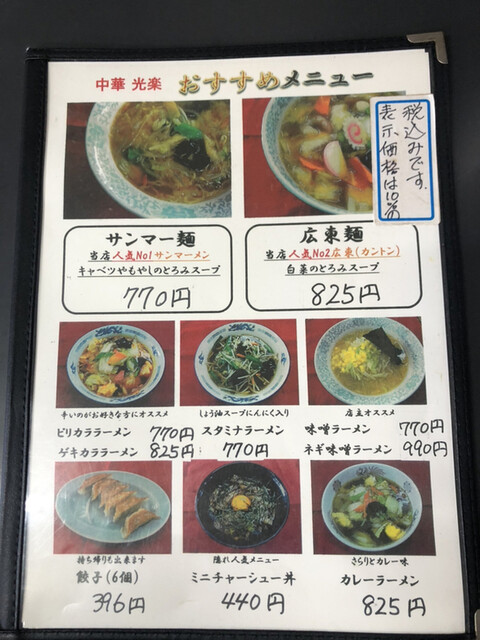 中華 光楽 おすすめメニュー
表示価格は10%
税込みです.
サンマー麺
当店人気No1サンマーメン
キャベツやもやしのとろみスープ
770円
広東麺
当店人気No2広東(カントン)
白菜のとろみスープ
825円
辛いのがお好きな方にオススメ
ピリカララーメン 770円
ゲキカララーメン 825円
しょうゆスープにんにく入り
スタミナラーメン
770円
店主オススメ
味噌ラーメン 770円
ネギ味噌ラーメン 990円
持ち帰りも出来ます
餃子(6個)
396円
隠れ人気メニュー
ミニチャーシュー丼
440円
さらりとカレー味
カレーラーメン
825円